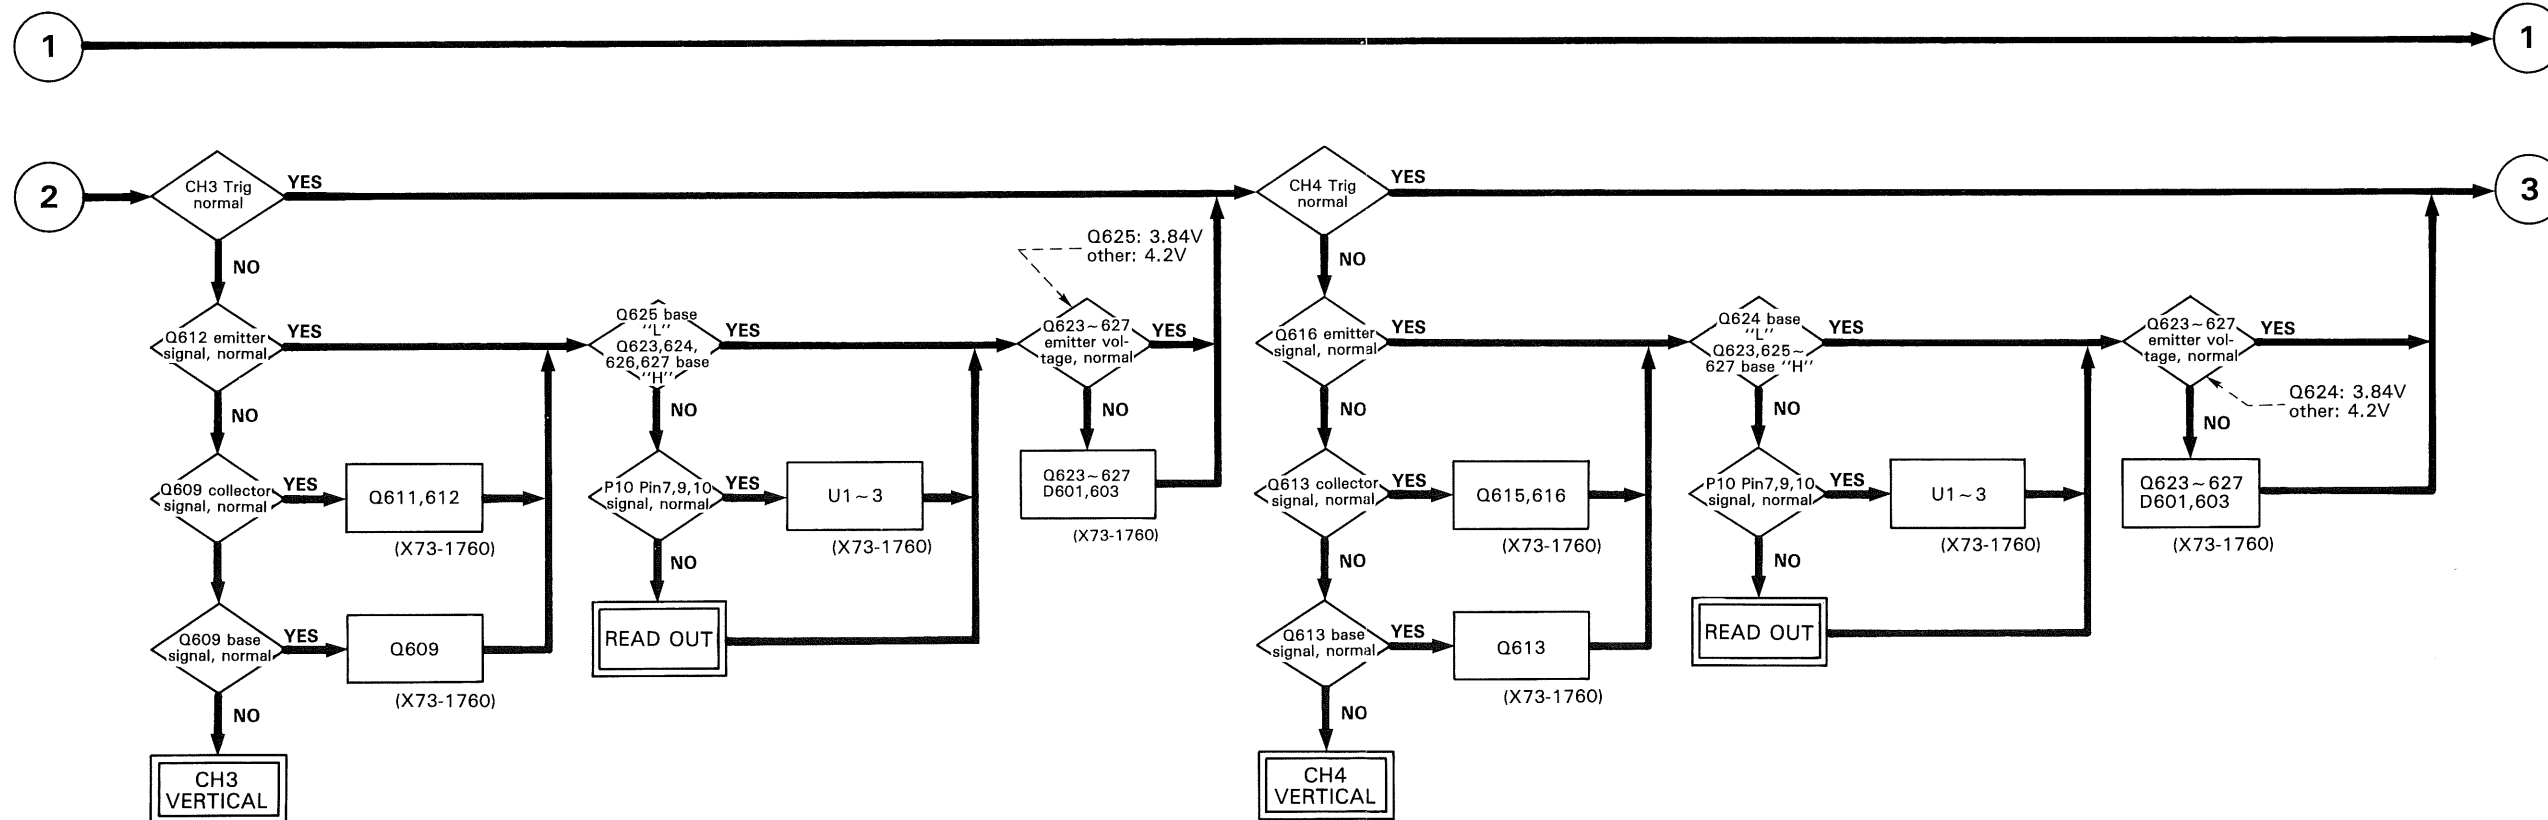 1
1
2
CH3 Trig
normal
YES
CH4 Trig
normal
YES
3
NO
Q625: 3.84V
other: 4.2V
NO
Q612 emitter
signal, normal
YES
Q625 base
"L"
Q623,624,
626,627 base
"H"
YES
Q623~627
emitter vol-
tage, normal
YES
Q616 emitter
signal, normal
YES
Q624 base
"L"
Q623,625~
627 base "H"
YES
Q623~627
emitter vol-
tage, normal
YES
Q624: 3.84V
other: 4.2V
NO
NO
NO
NO
NO
NO
Q609 collector
signal, normal
YES
Q611,612
(X73-1760)
P10 Pin7,9,10
signal, normal
YES
U1~3
(X73-1760)
Q623~627
D601,603
(X73-1760)
Q613 collector
signal, normal
YES
Q615,616
(X73-1760)
P10 Pin7,9,10
signal, normal
YES
U1~3
(X73-1760)
Q623~627
D601,603
(X73-1760)
NO
NO
NO
Q609 base
signal, normal
YES
Q609
(X73-1760)
READ OUT
Q613 base
signal, normal
YES
Q613
(X73-1760)
READ OUT
NO
NO
CH3
VERTICAL
CH4
VERTICAL